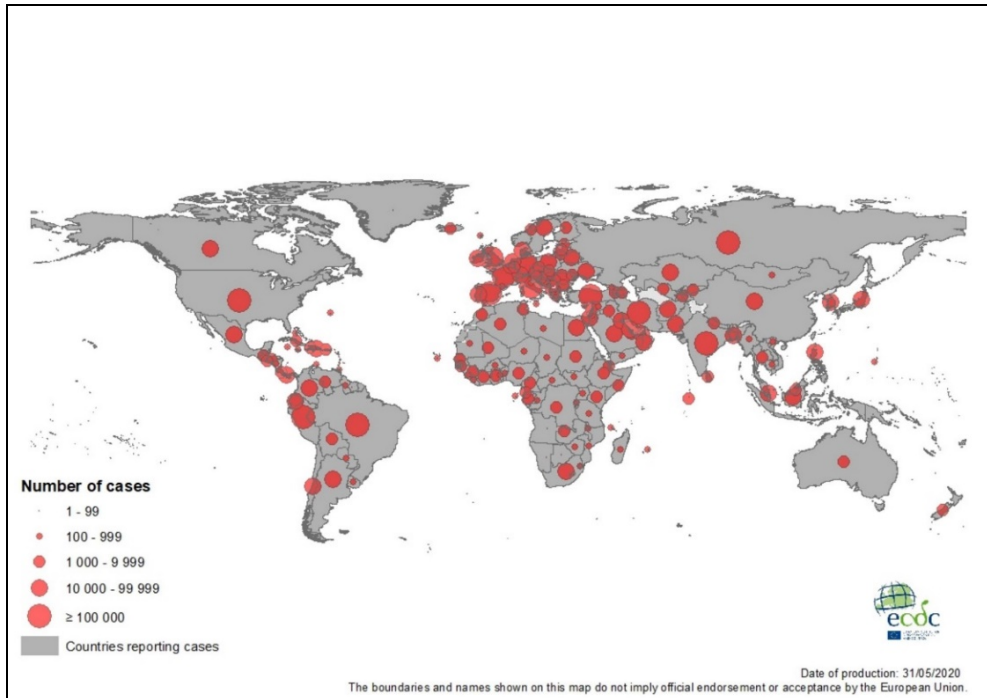 Number of cases
1 - 99
100 - 999
1 000 - 9 999
10 000 - 99 999
≥ 100 000
Countries reporting cases
ecdc
Date of production: 31/05/2020
The boundaries and names shown on this map do not imply official endorsement or acceptance by the European Union.